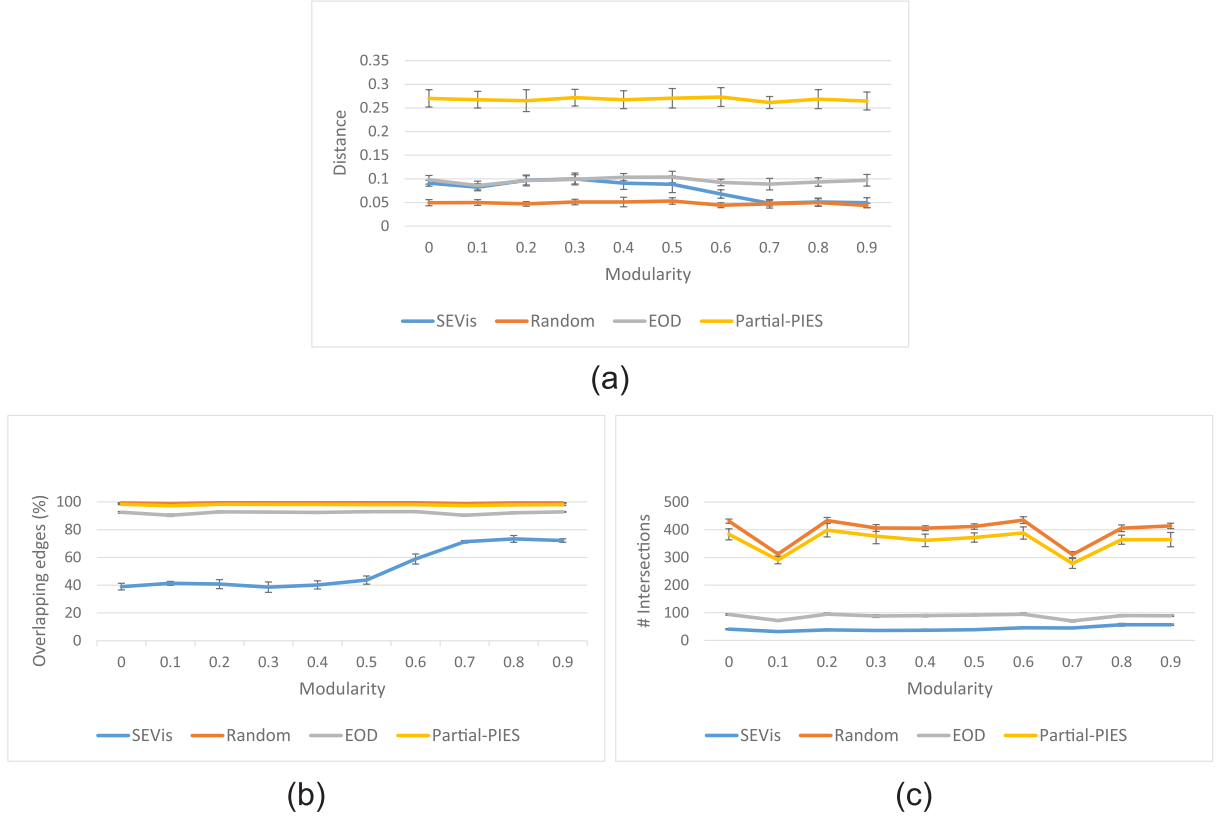 0.35
0.3
0.25
0.2
0.15
0.1
0.05
0
Distance
0 0.1 0.2 0.3 0.4 0.5 0.6 0.7 0.8 0.9
Modularity
SEVis Random EOD Partial-PIES
(a)
100
80
60
40
20
0
Overlapping edges (%)
0 0.1 0.2 0.3 0.4 0.5 0.6 0.7 0.8 0.9
Modularity
SEVis Random EOD Partial-PIES
(b)
500
400
300
200
100
0
# Intersections
0 0.1 0.2 0.3 0.4 0.5 0.6 0.7 0.8 0.9
Modularity
SEVis Random EOD Partial-PIES
(c)